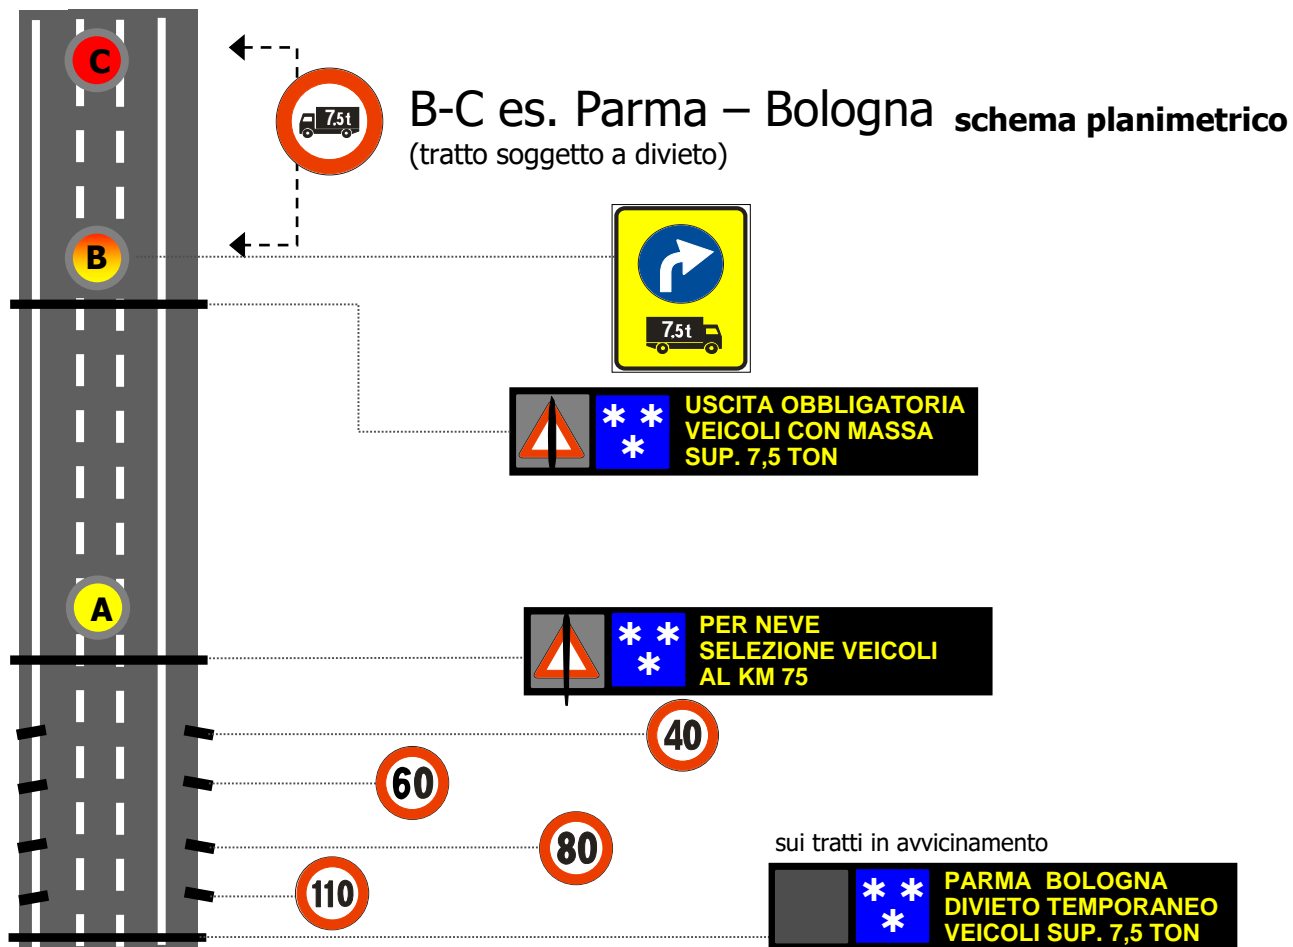 C
7.5t
B-C es. Parma – Bologna
schema planimetrico
(tratto soggetto a divieto)
B
7.5t
USCITA OBBLIGATORIA
VEICOLI CON MASSA
SUP. 7,5 TON
A
PER NEVE
SELEZIONE VEICOLI
AL KM 75
40
60
80
110
sui tratti in avvicinamento
PARMA BOLOGNA
DIVIETO TEMPORANEO
VEICOLI SUP. 7,5 TON